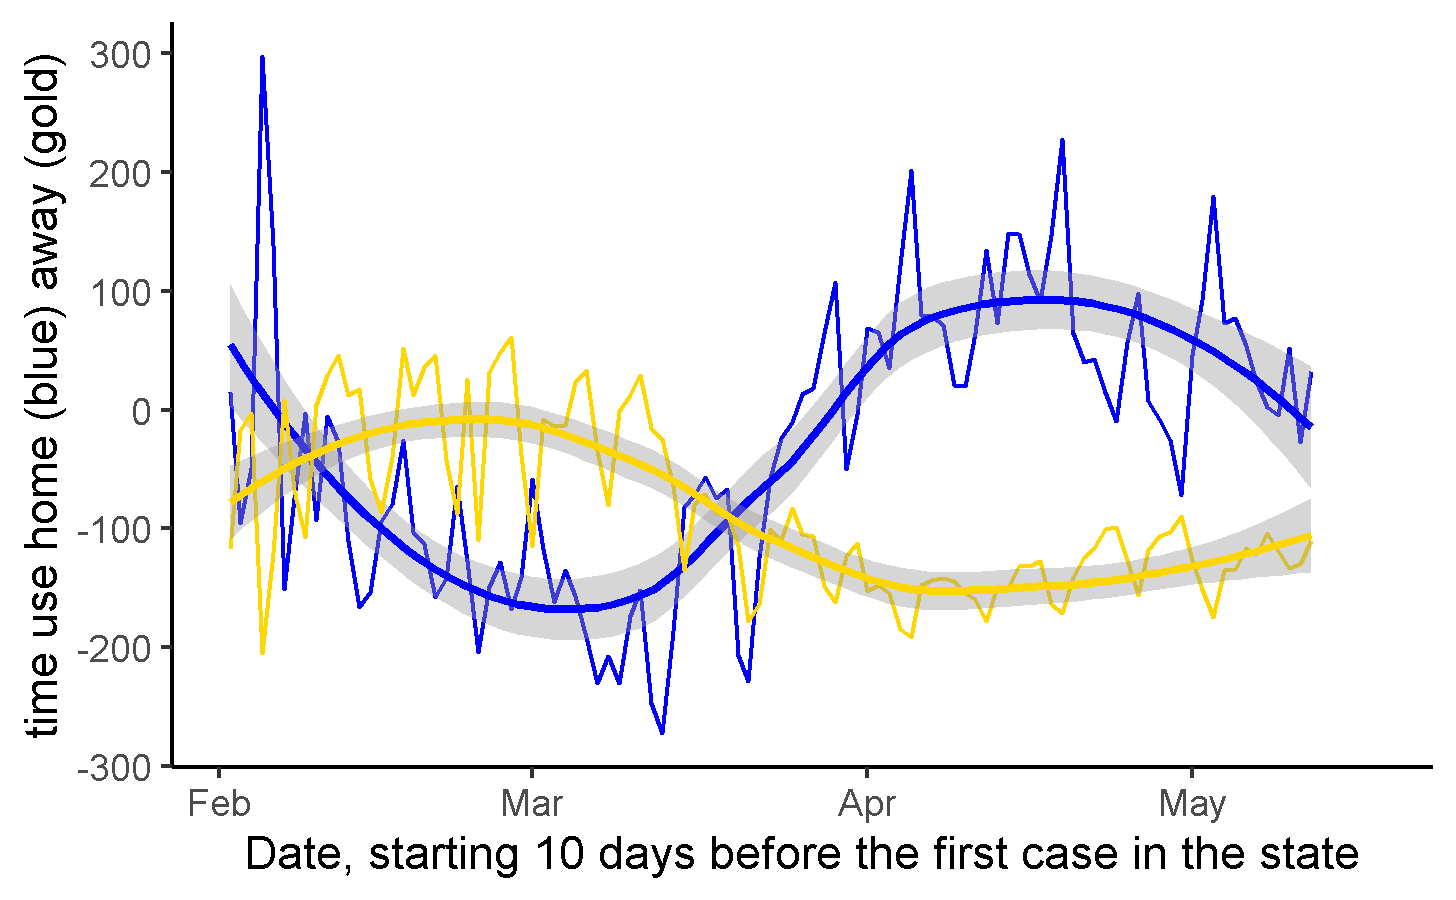 time use home (blue) away (gold)
300
200
100
0
-100
-200
-300
Feb Mar Apr May
Date, starting 10 days before the first case in the state